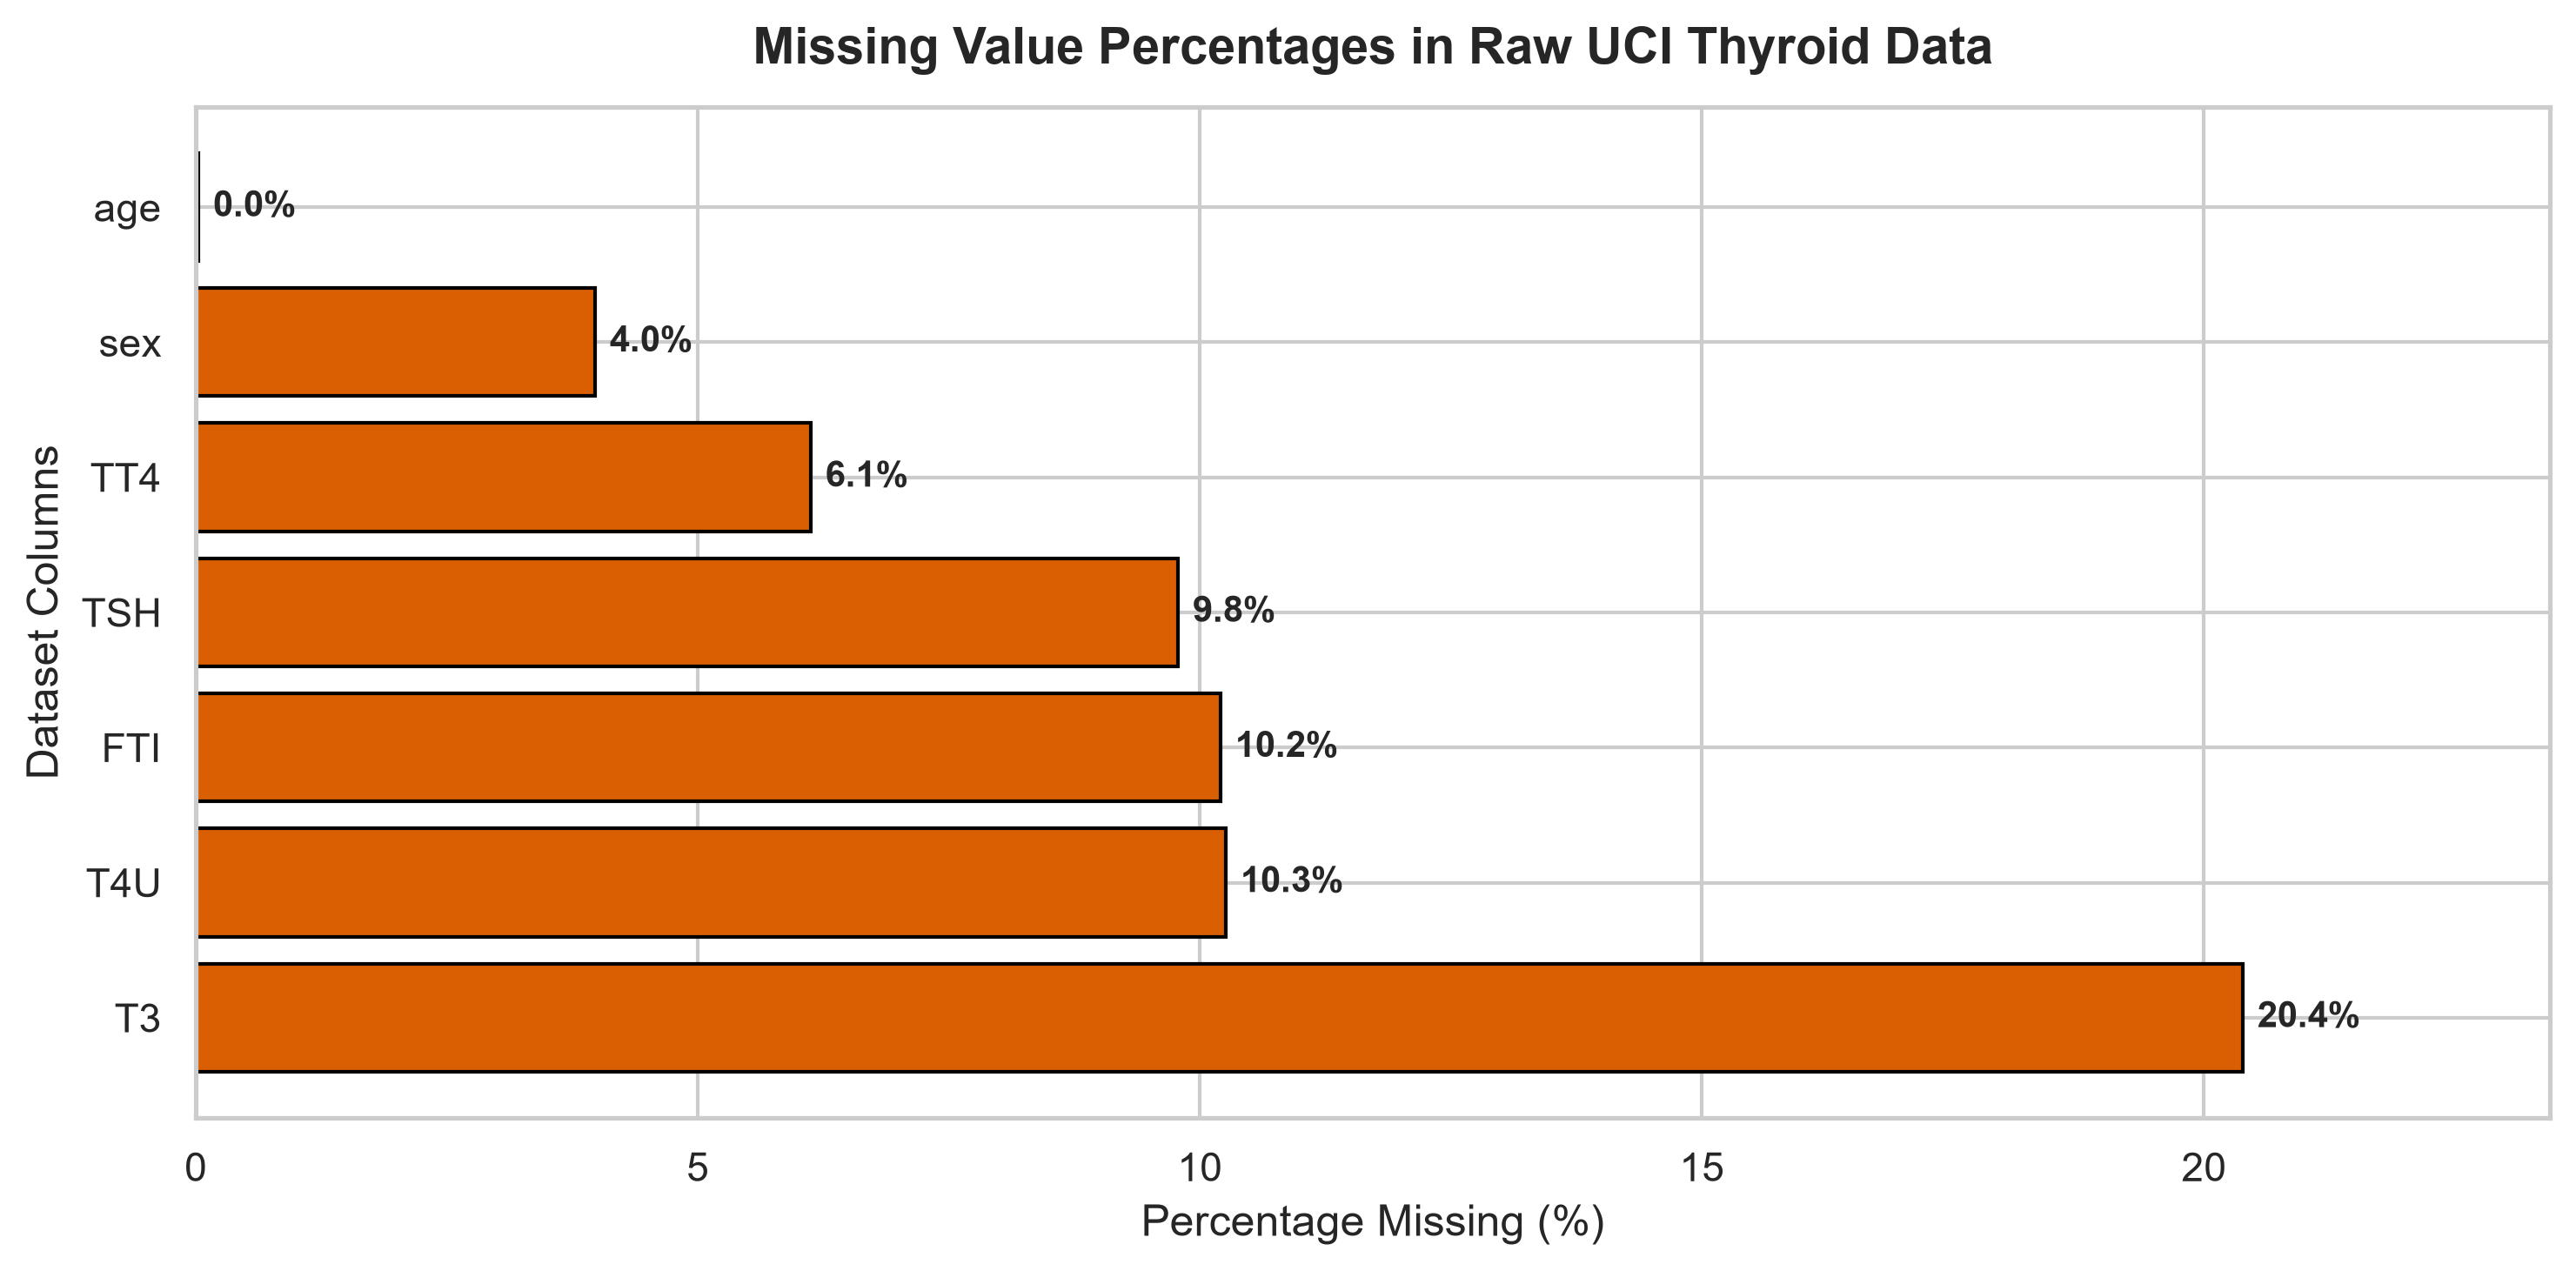 Missing Value Percentages in Raw UCI Thyroid Data
Dataset Columns
age 0.0%
sex 4.0%
TT4 6.1%
TSH 9.8%
FTI 10.2%
T4U 10.3%
T3 20.4%
0 5 10 15 20
Percentage Missing (%)